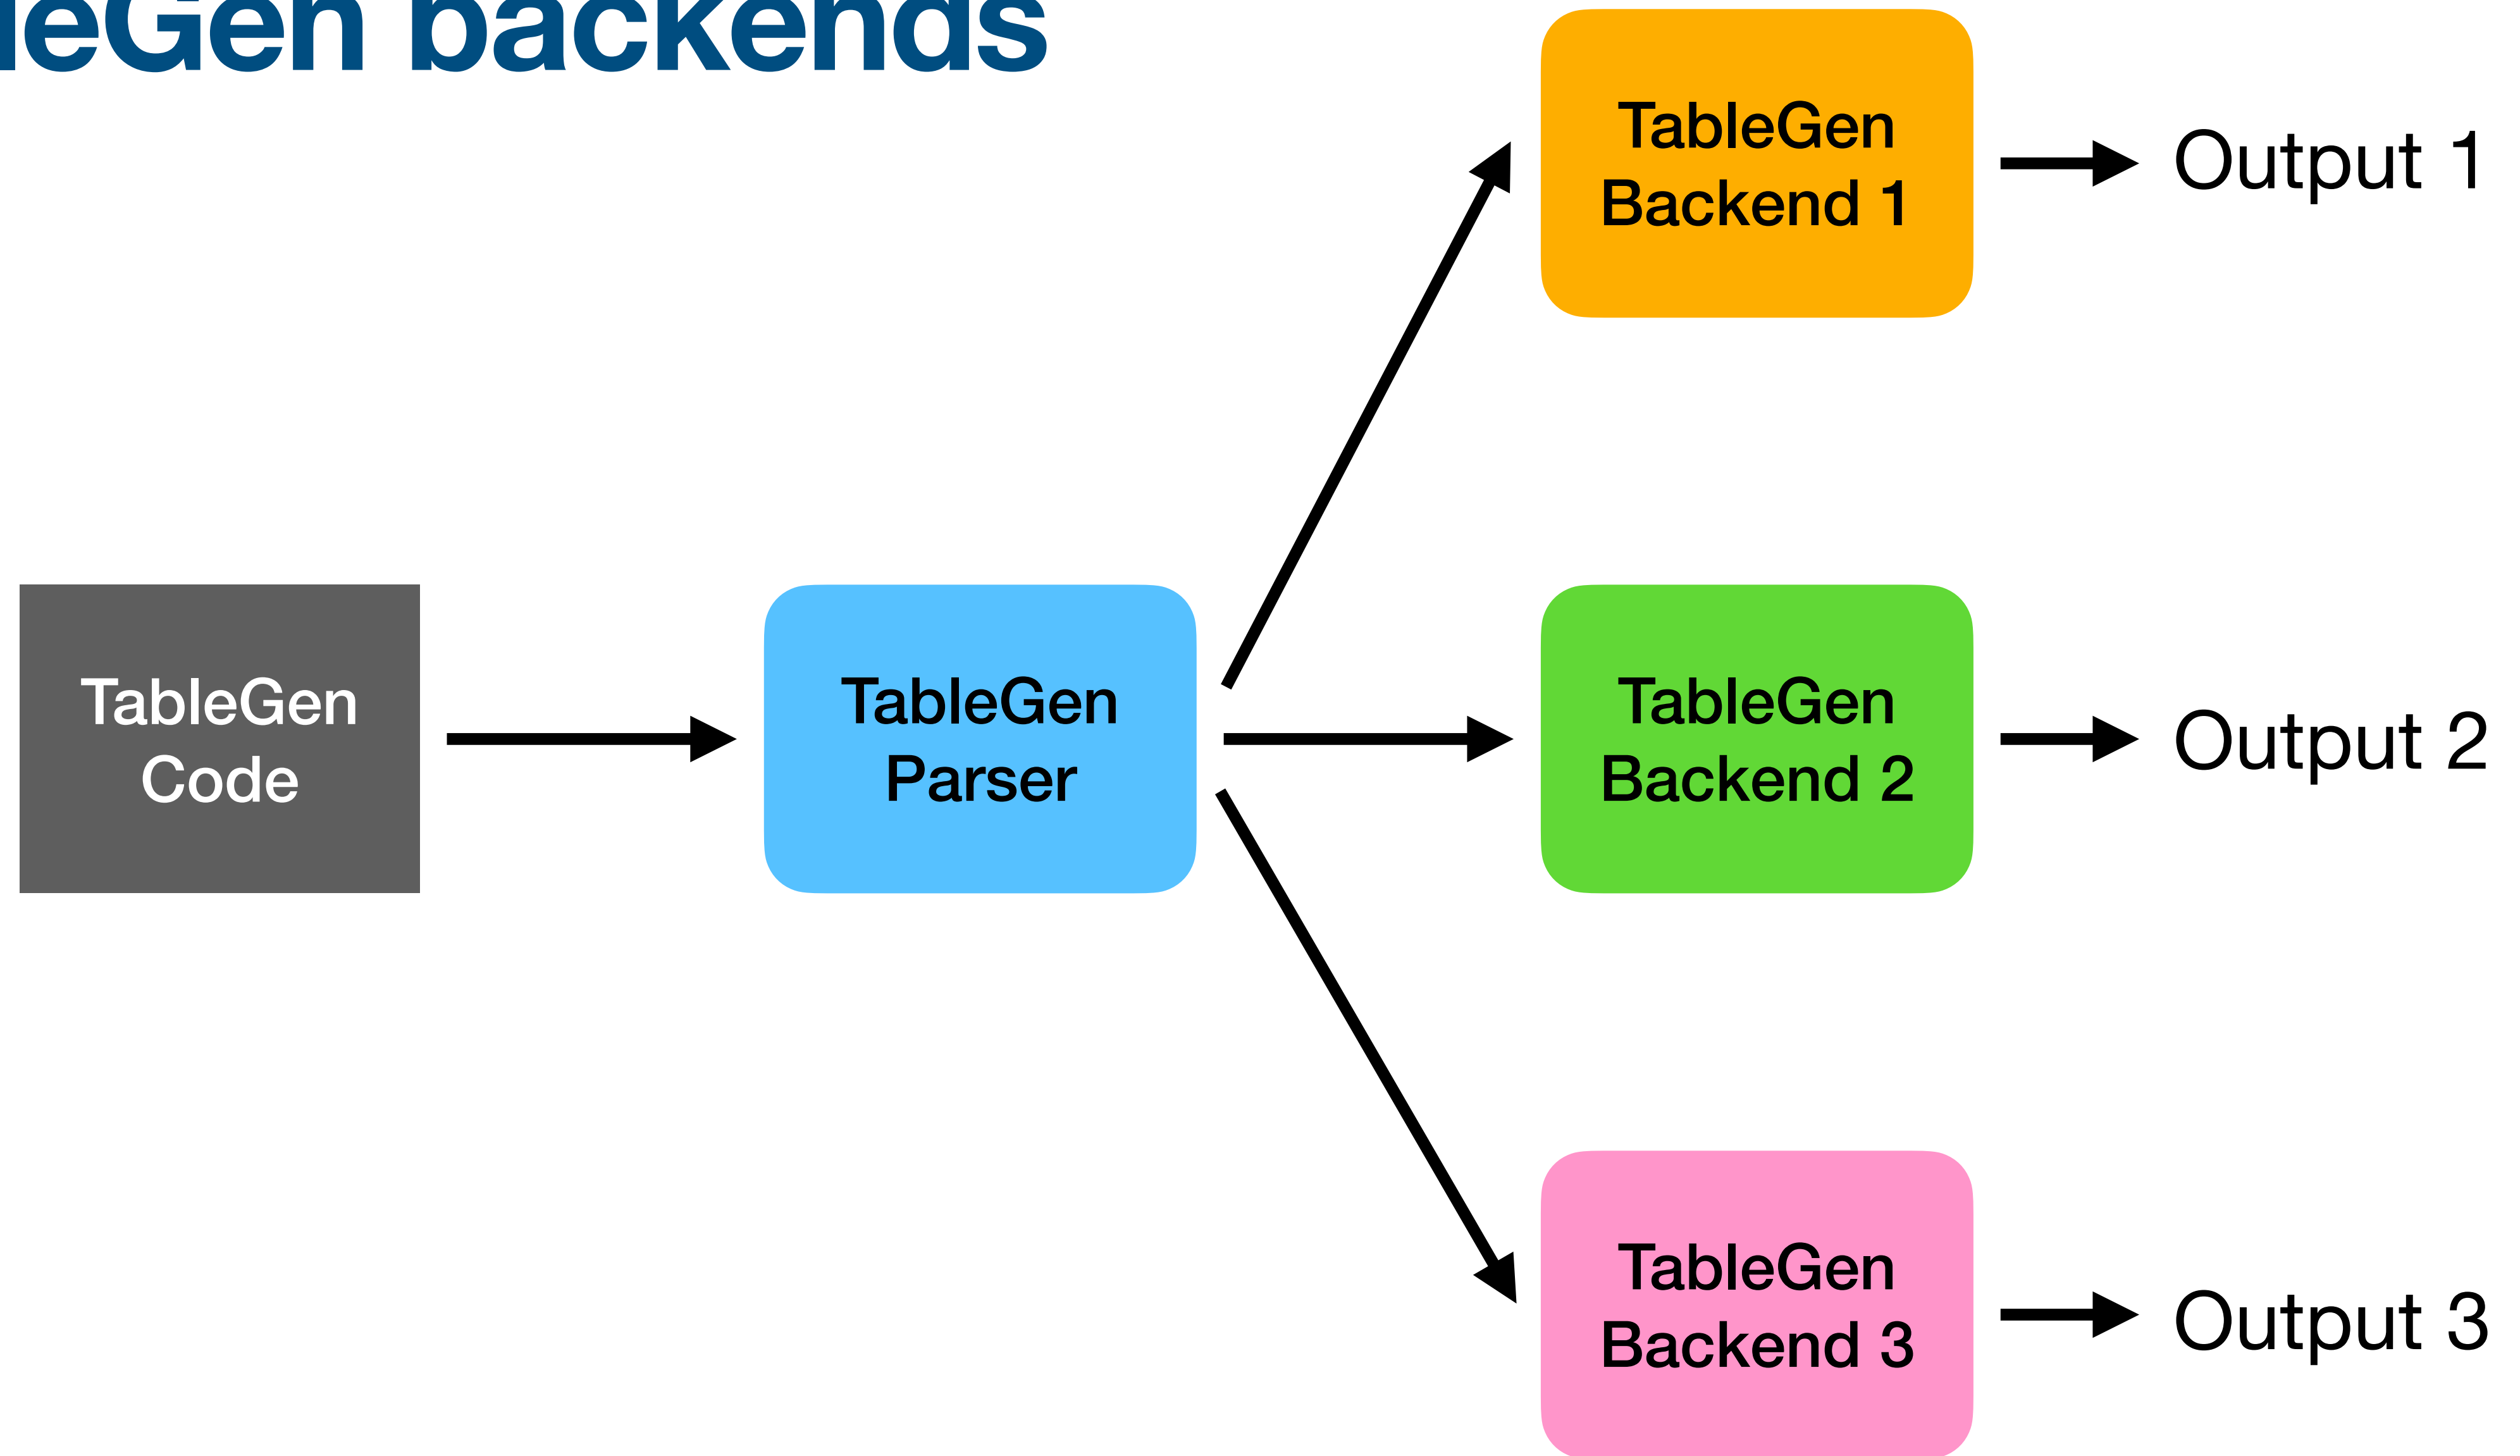 leGen backends
TableGen
Backend 1
Output 1
TableGen
Code
TableGen
Parser
TableGen
Backend 2
Output 2
TableGen
Backend 3
Output 3